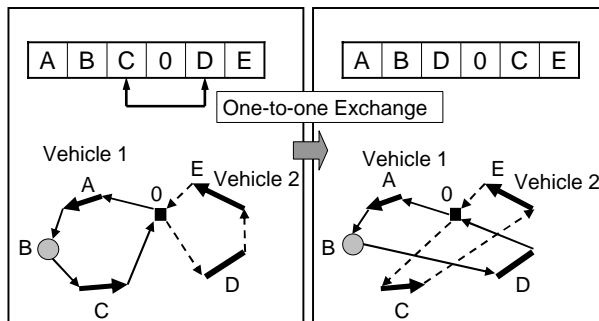 A B C 0 D E
A B D 0 C E
One-to-one Exchange
Vehicle 1
A
0
E
Vehicle 2
B
C
D
Vehicle 1
A
0
E
Vehicle 2
B
C
D